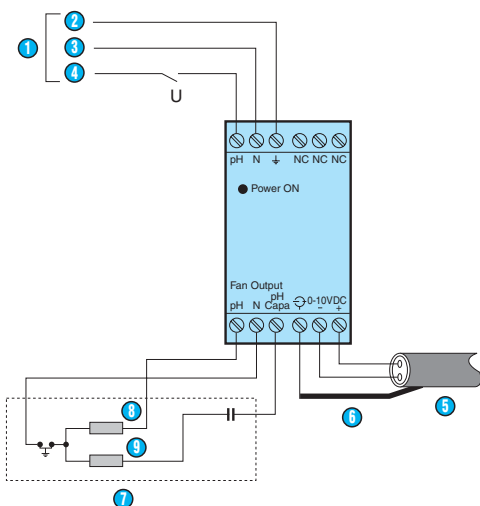 1
2
3
4
U
pH N NC NC NC
Power ON
Fan Output
pH
pH N Capa 0-10VDC
- +
5
6
8
9
7